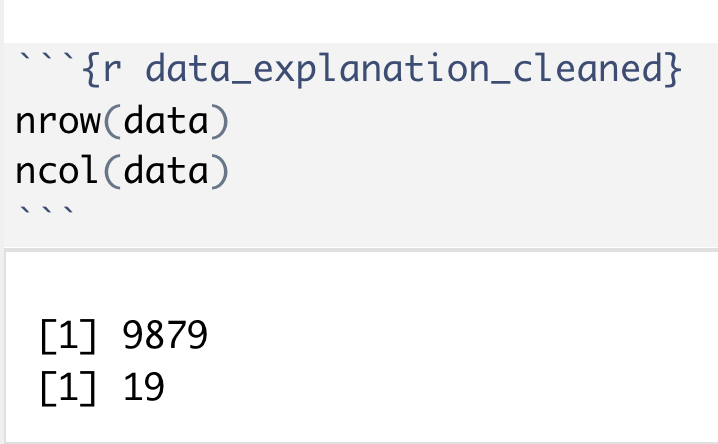 ```{r data_explanation_cleaned}
nrow(data)
ncol(data)
```
[1] 9879
[1] 19